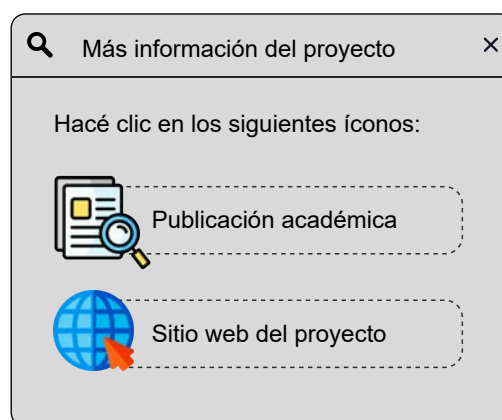 Más información del proyecto
Hacé clic en los siguientes íconos:
Publicación académica
Sitio web del proyecto